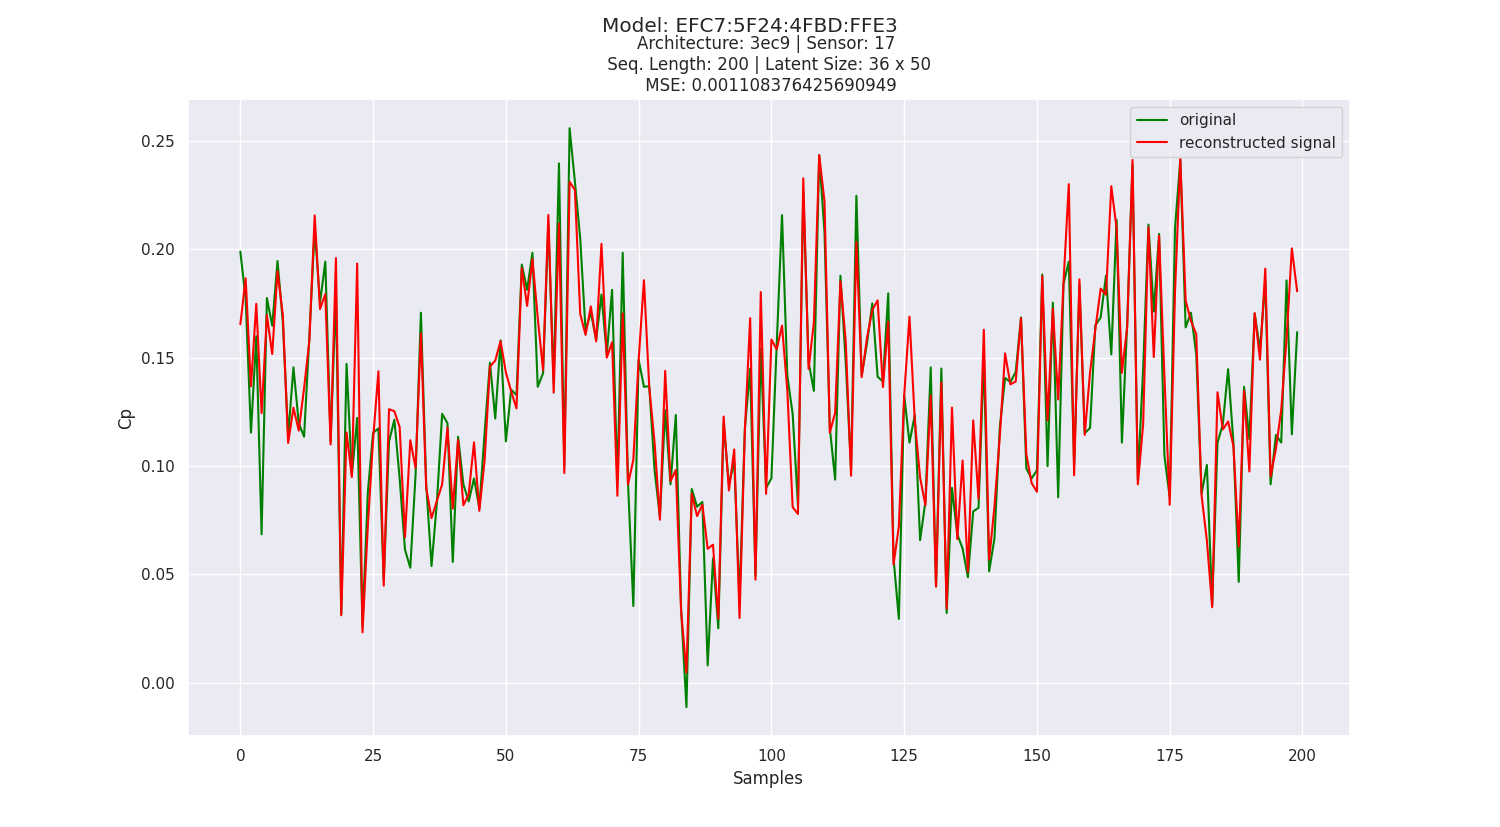 Model: EFC7:5F24:4FBD:FFE3
Architecture: 3ec9 | Sensor: 17
Seq. Length: 200 | Latent Size: 36 x 50
MSE: 0.001108376425690949
original
reconstructed signal
0.25
0.20
0.15
0.10
0.05
0.00
Cp
0 25 50 75 100 125 150 175 200
Samples